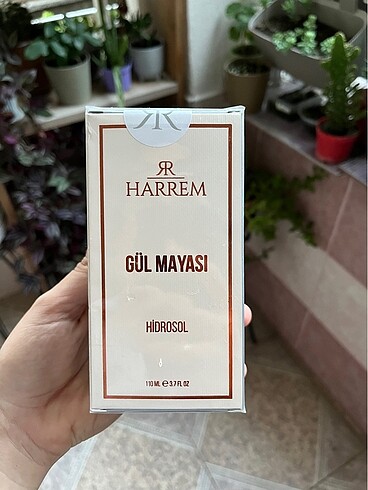 RR
HARREM
GÜL MAYASI
HİDROSOL
110 ML ℮ 3.7 FL OZ